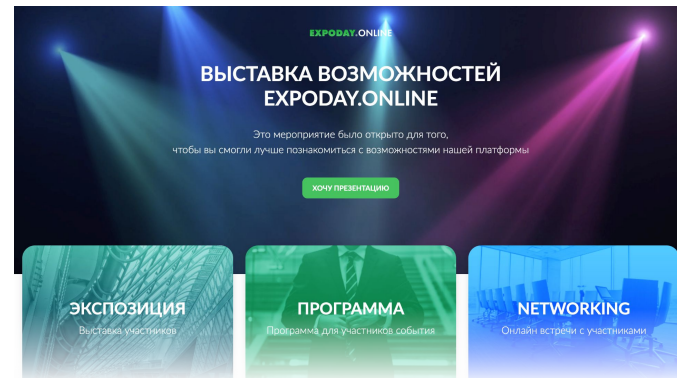 EXPODAY.ONLINE
ВЫСТАВКА ВОЗМОЖНОСТЕЙ
EXPODAY.ONLINE
Это мероприятие было открыто для того,
чтобы вы смогли лучше познакомиться с возможностями нашей платформы
ХОЧУ ПРЕЗЕНТАЦИЮ
ЭКСПОЗИЦИЯ
Выставка участников
ПРОГРАММА
Программа для участников события
NETWORKING
Онлайн встречи с участниками